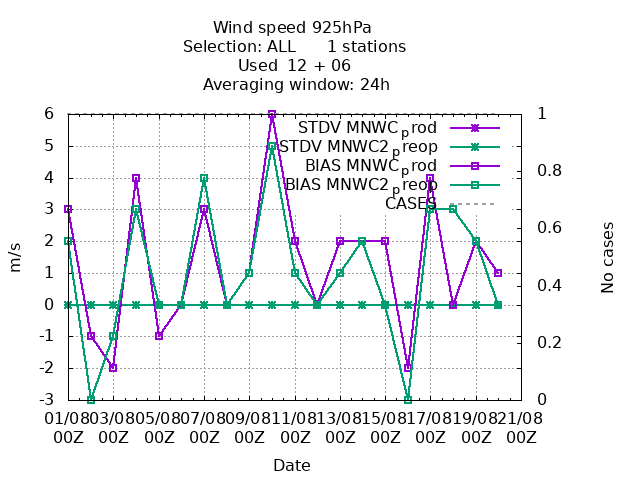 Wind speed 925hPa
Selection: ALL 1 stations
Used 12 + 06
Averaging window: 24h
6 1
STDV MNWC_prod
STDV MNWC2_preop
5
BIAS MNWC_prod
4 0.8
BIAS MNWC2_preop
CASES
3
0.6
2
m/s
No cases
1
0.4
0
-1
0.2
-2
-3 0
01/08 03/08 05/08 07/08 09/08 11/08 13/08 15/08 17/08 19/08 21/08
00Z 00Z 00Z 00Z 00Z 00Z 00Z 00Z 00Z 00Z 00Z
Date